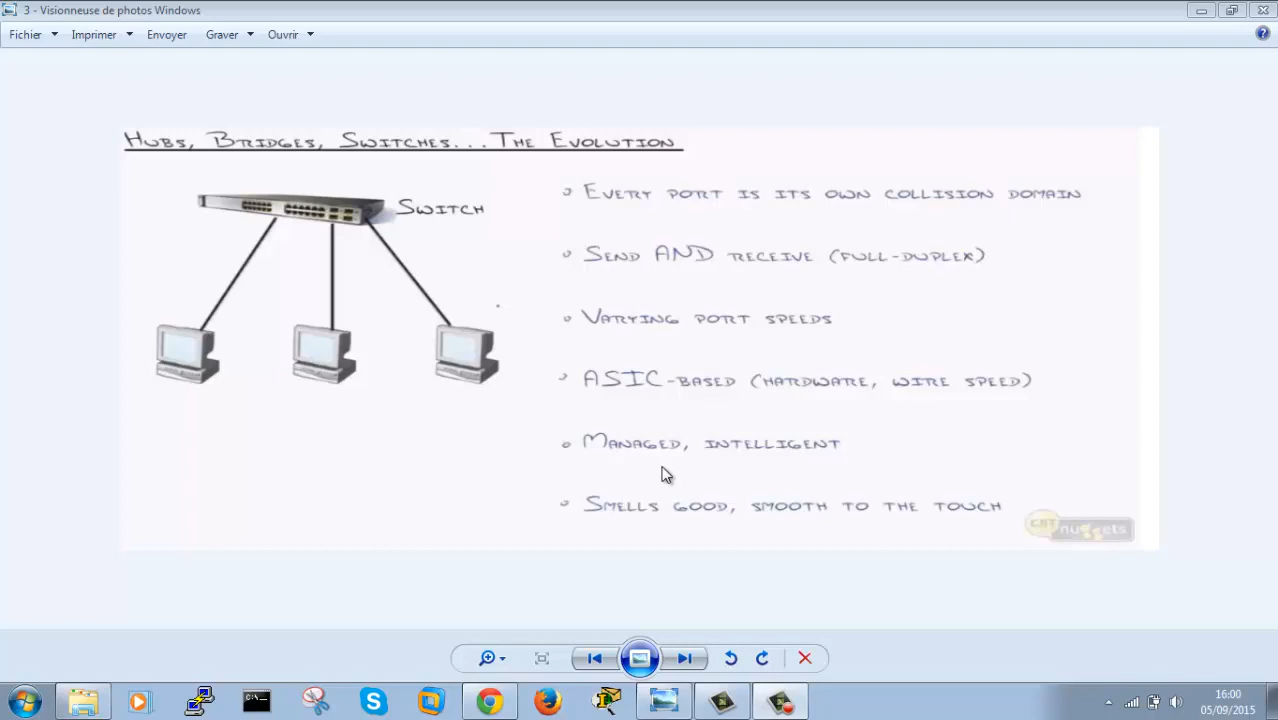 3 - Visionneuse de photos Windows
Fichier Imprimer Envoyer Graver Ouvrir
HUBS, BRIDGES, SWITCHES... THE EVOLUTION
SWITCH
EVERY PORT IS ITS OWN COLLISION DOMAIN
SEND AND RECEIVE (FULL-DUPLEX)
VARYING PORT SPEEDS
ASIC-BASED (HARDWARE, WIRE SPEED)
MANAGED, INTELLIGENT
SMELLS GOOD, SMOOTH TO THE TOUCH
CBT
nuggets
16:00
05/09/2015